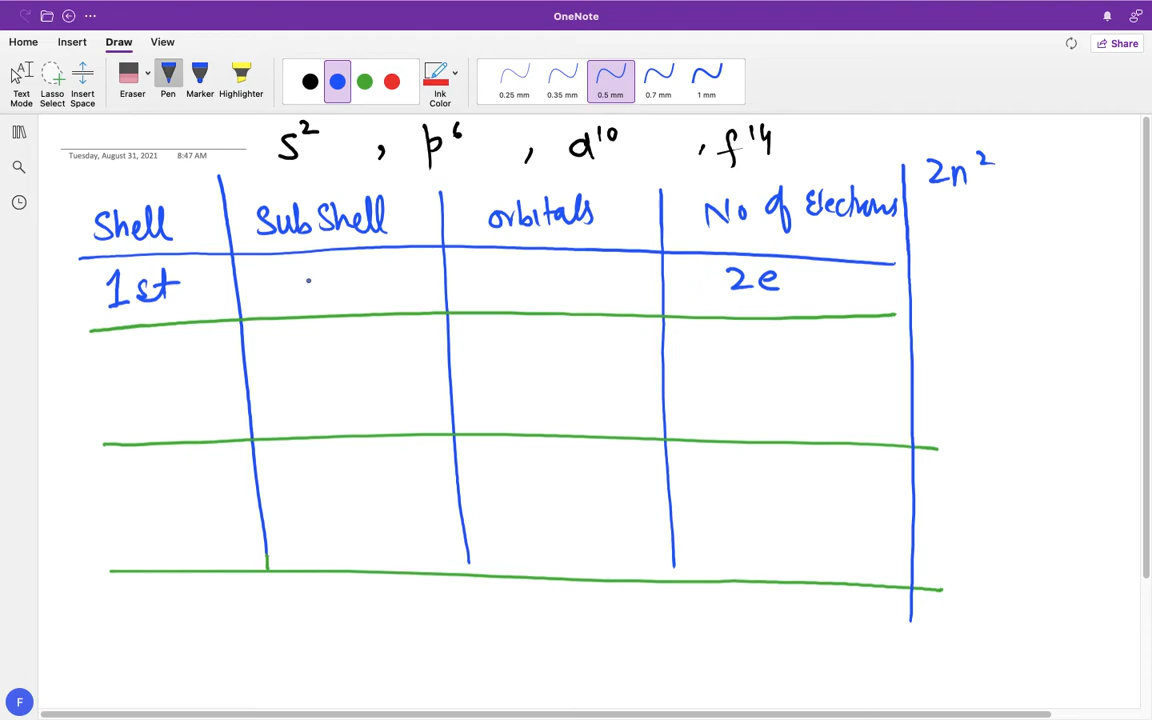 OneNote
Home Insert Draw View
Share
Text Mode
Lasso Select
Insert Space
Eraser
Pen
Marker
Highlighter
Ink Color
0.25 mm
0.35 mm
0.5 mm
0.7 mm
1 mm
s², p⁶, d¹⁰, f¹⁴
Tuesday, August 31, 2021 8:47 AM
2n²
Shell SubShell orbitals No of Electrons
1st 2e
F